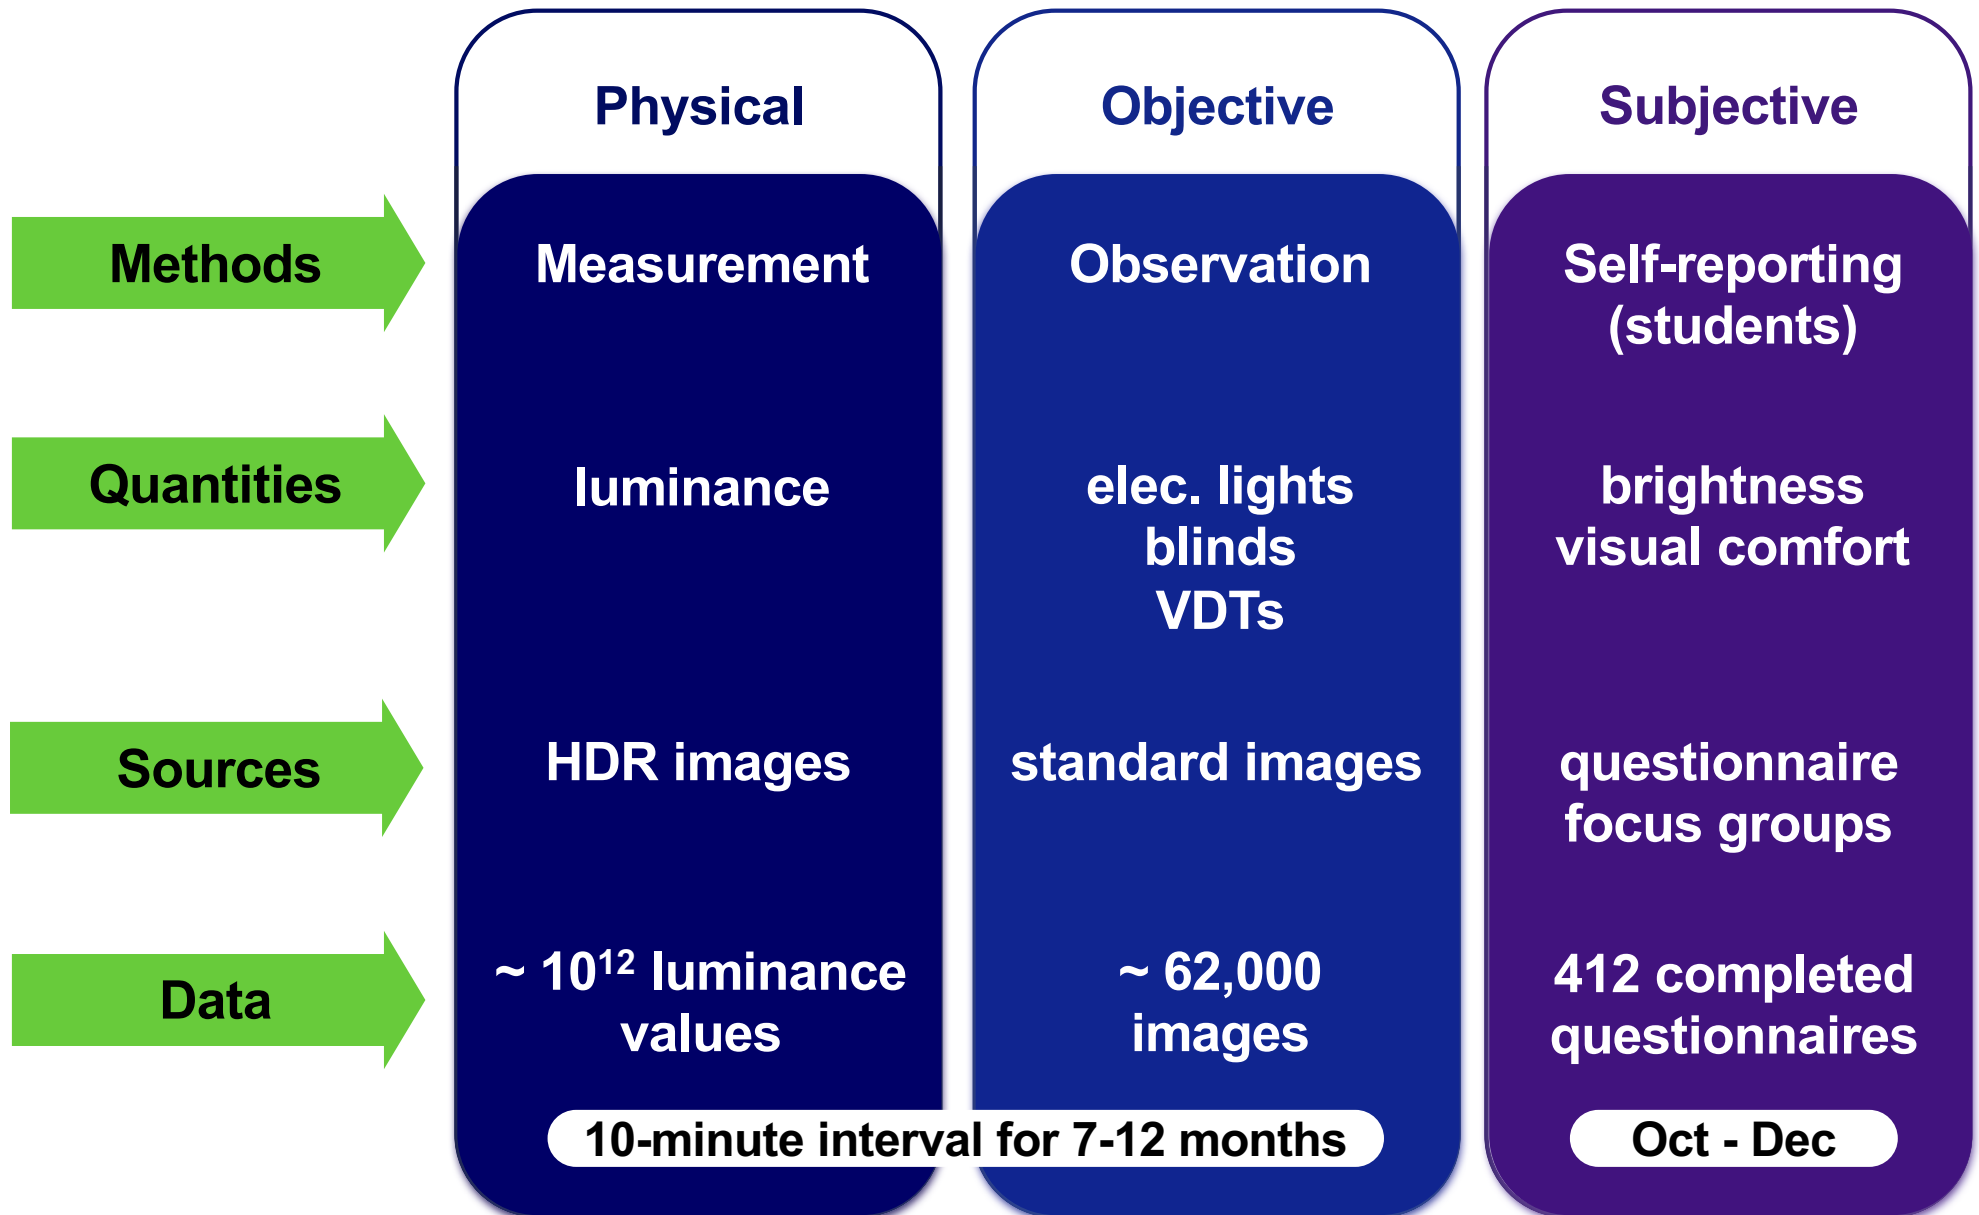 Physical
Objective
Subjective
Methods
Measurement
Observation
Self-reporting
(students)
Quantities
luminance
elec. lights
blinds
VDTs
brightness
visual comfort
Sources
HDR images
standard images
questionnaire
focus groups
Data
~ 10¹² luminance
values
~ 62,000
images
412 completed
questionnaires
10-minute interval for 7-12 months
Oct - Dec